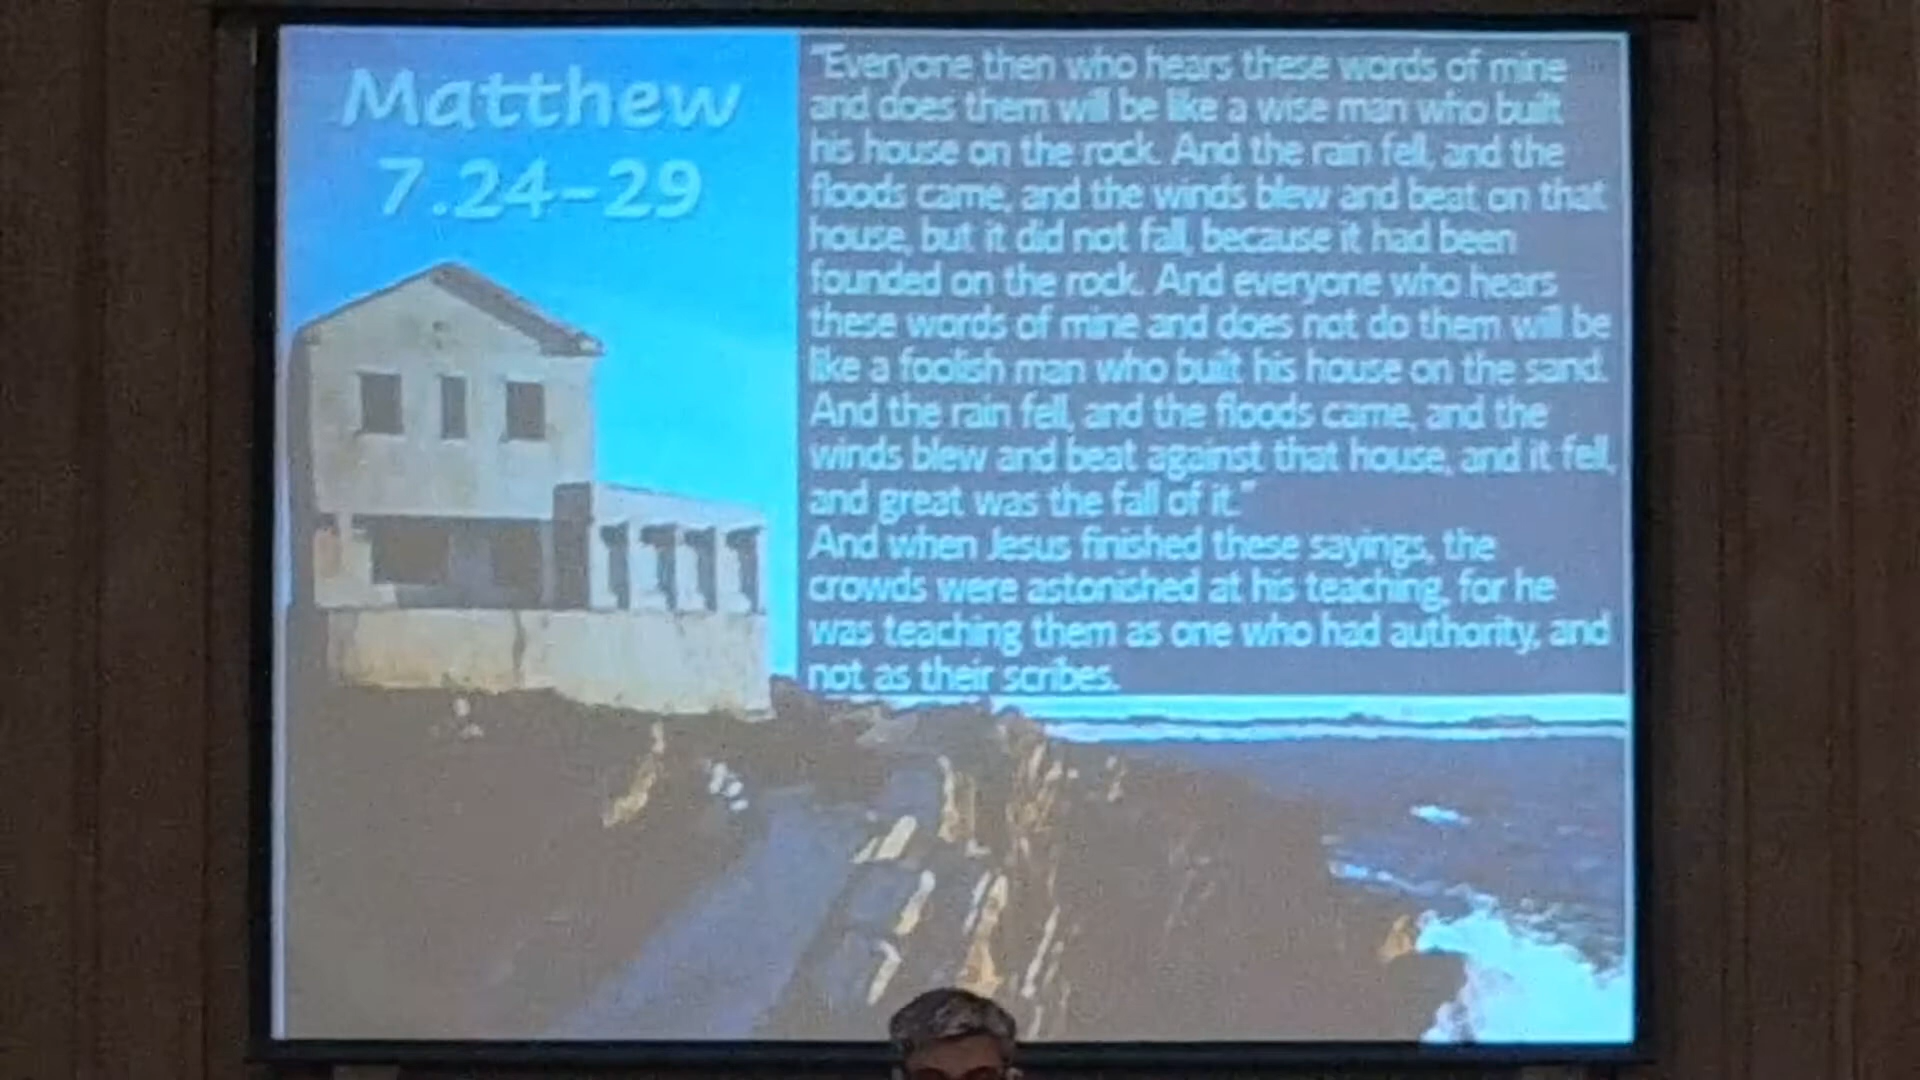 Matthew
7.24-29
"Everyone then who hears these words of mine
and does them will be like a wise man who built
his house on the rock. And the rain fell, and the
floods came, and the winds blew and beat on that
house, but it did not fall, because it had been
founded on the rock. And everyone who hears
these words of mine and does not do them will be
like a foolish man who built his house on the sand.
And the rain fell, and the floods came, and the
winds blew and beat against that house, and it fell,
and great was the fall of it."
And when Jesus finished these sayings, the
crowds were astonished at his teaching, for he
was teaching them as one who had authority, and
not as their scribes.